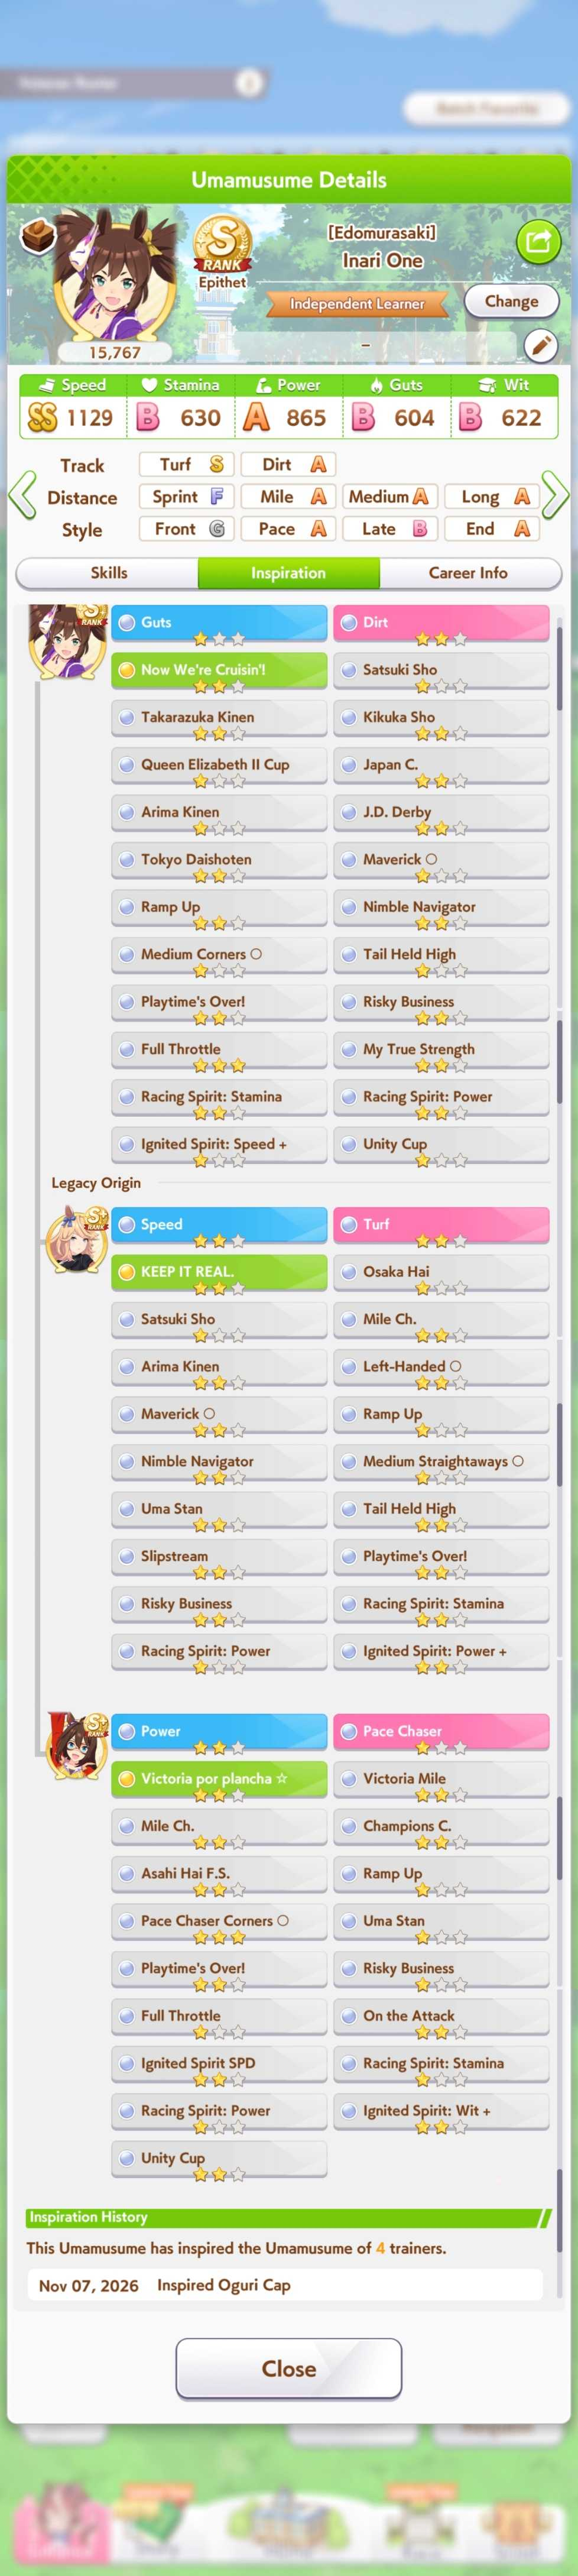 Umamusume Details
S
RANK
Epithet
[Edomurasaki]
Inari One
Independent Learner
Change
15,767
–
Speed Stamina Power Guts Wit
SS 1129 B 630 A 865 B 604 B 622
Track Turf S Dirt A
Distance Sprint F Mile A Medium A Long A
Style Front G Pace A Late B End A
Skills Inspiration Career Info
S
RANK
Guts Dirt
Now We're Cruisin'! Satsuki Sho
Takarazuka Kinen Kikuka Sho
Queen Elizabeth II Cup Japan C.
Arima Kinen J.D. Derby
Tokyo Daishoten Maverick ○
Ramp Up Nimble Navigator
Medium Corners ○ Tail Held High
Playtime's Over! Risky Business
Full Throttle My True Strength
Racing Spirit: Stamina Racing Spirit: Power
Ignited Spirit: Speed + Unity Cup
Legacy Origin
S+
RANK
Speed Turf
KEEP IT REAL. Osaka Hai
Satsuki Sho Mile Ch.
Arima Kinen Left-Handed ○
Maverick ○ Ramp Up
Nimble Navigator Medium Straightaways ○
Uma Stan Tail Held High
Slipstream Playtime's Over!
Risky Business Racing Spirit: Stamina
Racing Spirit: Power Ignited Spirit: Power +
S+
RANK
Power Pace Chaser
Victoria por plancha ☆ Victoria Mile
Mile Ch. Champions C.
Asahi Hai F.S. Ramp Up
Pace Chaser Corners ○ Uma Stan
Playtime's Over! Risky Business
Full Throttle On the Attack
Ignited Spirit SPD Racing Spirit: Stamina
Racing Spirit: Power Ignited Spirit: Wit +
Unity Cup
Inspiration History
This Umamusume has inspired the Umamusume of 4 trainers.
Nov 07, 2026 Inspired Oguri Cap
Close